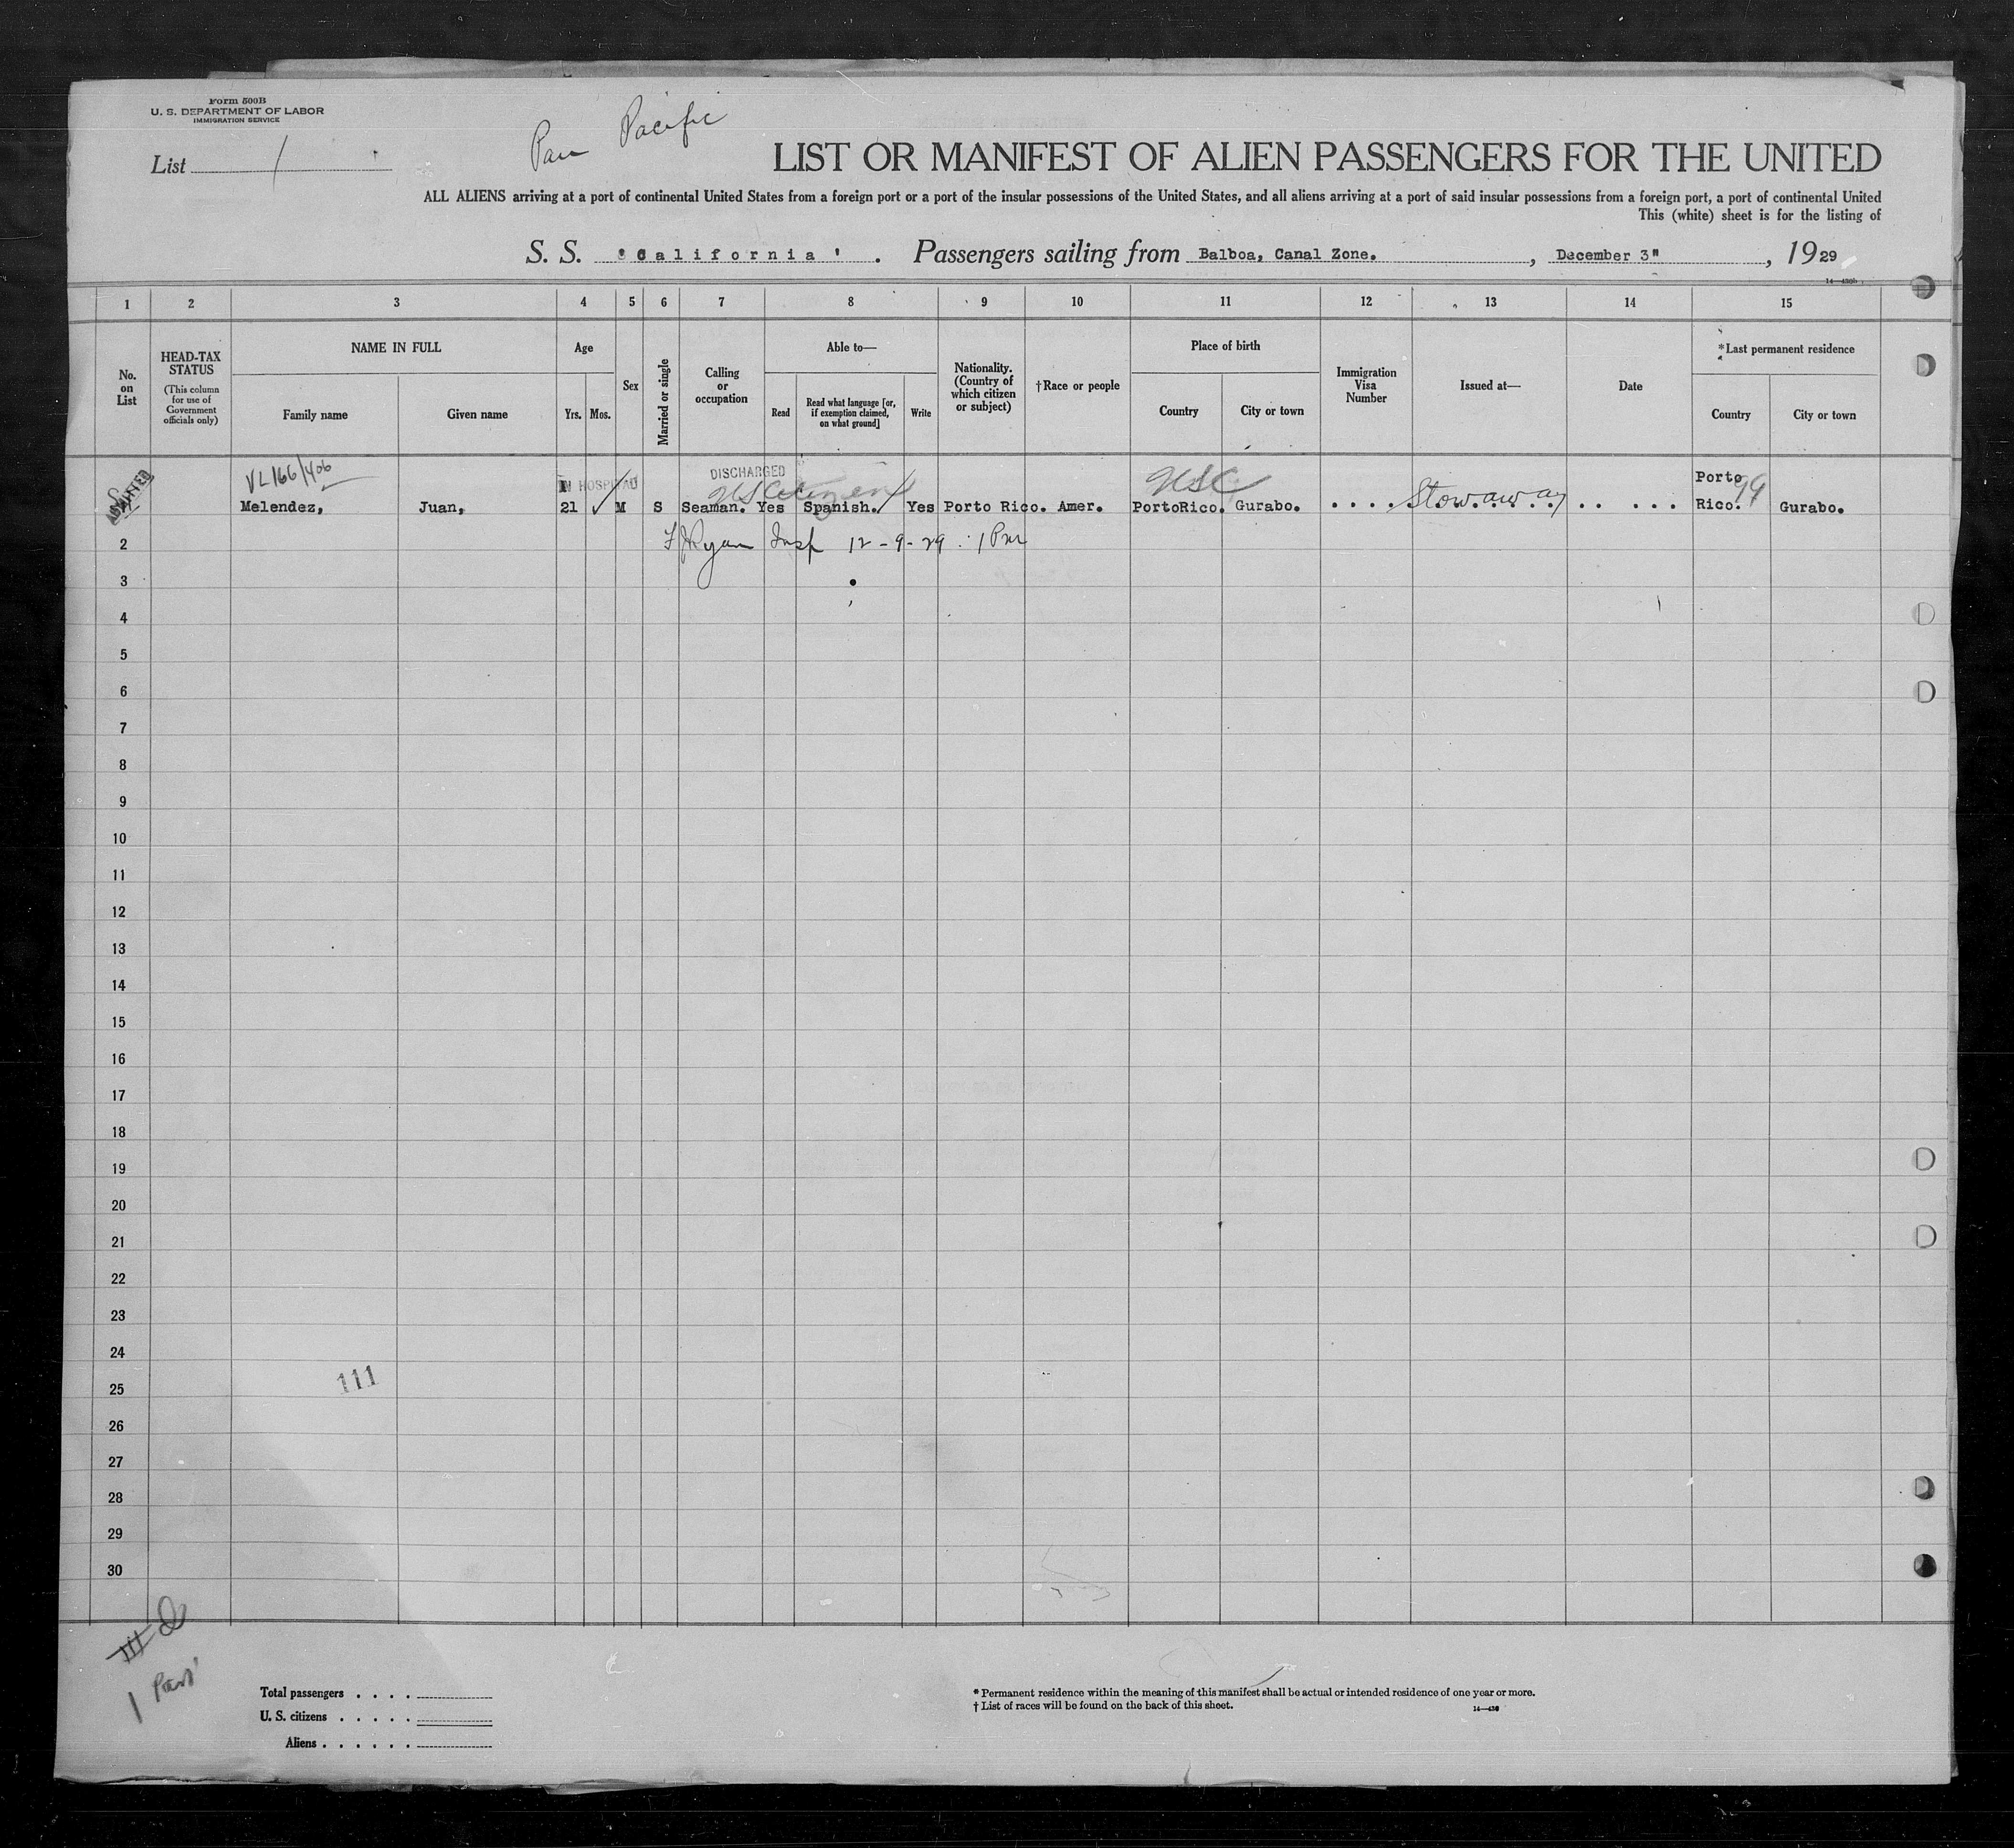 Form 500B
U. S. DEPARTMENT OF LABOR
IMMIGRATION SERVICE
List 1
Pan Pacific
LIST OR MANIFEST OF ALIEN PASSENGERS FOR THE UNITED
ALL ALIENS arriving at a port of continental United States from a foreign port or a port of the insular possessions of the United States, and all aliens arriving at a port of said insular possessions from a foreign port, a port of continental United
This (white) sheet is for the listing of
S. S. 'California'. Passengers sailing from Balboa, Canal Zone. , December 3" , 1929
1 2 3 4 5 6 7 8 9 10 11 12 13 14 15
No. on List
HEAD-TAX STATUS
(This column for use of Government officials only)
NAME IN FULL
Family name
Given name
Age
Yrs. Mos.
Sex
Married or single
Calling or occupation
Able to—
Read
Read what language [or, if exemption claimed, on what ground]
Write
Nationality. (Country of which citizen or subject)
†Race or people
Place of birth
Country
City or town
Immigration Visa Number
Issued at—
Date
*Last permanent residence
Country
City or town
ADMITTED
VL166/406
IN HOSPITAL
DISCHARGED
US Citizen
USC
99
Melendez, Juan, 21 M S Seaman. Yes Spanish. Yes Porto Rico. Amer. PortoRico. Gurabo. .... Stowaway .. ... Porto Rico. Gurabo.
2 F J Ryan Insp 12-9-29. 1 Pm
3
4
5
6
7
8
9
10
11
12
13
14
15
16
17
18
19
20
21
22
23
24
111
25
26
27
28
29
30
1 Pass
Total passengers . . . .
U. S. citizens . . . . .
Aliens . . . . . .
* Permanent residence within the meaning of this manifest shall be actual or intended residence of one year or more.
† List of races will be found on the back of this sheet.
14—430